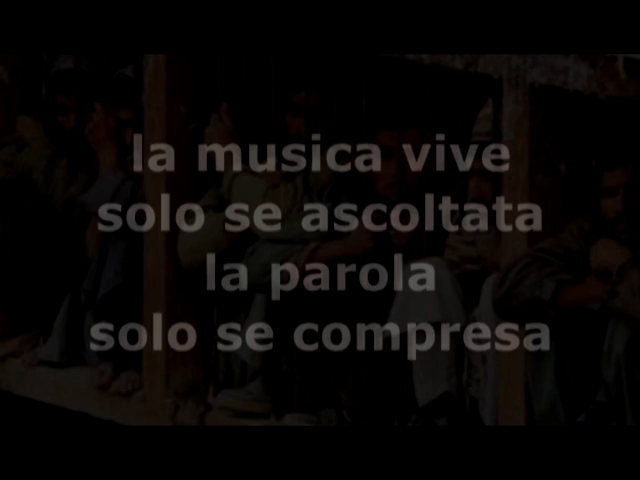 la musica vive
solo se ascoltata
la parola
solo se compresa